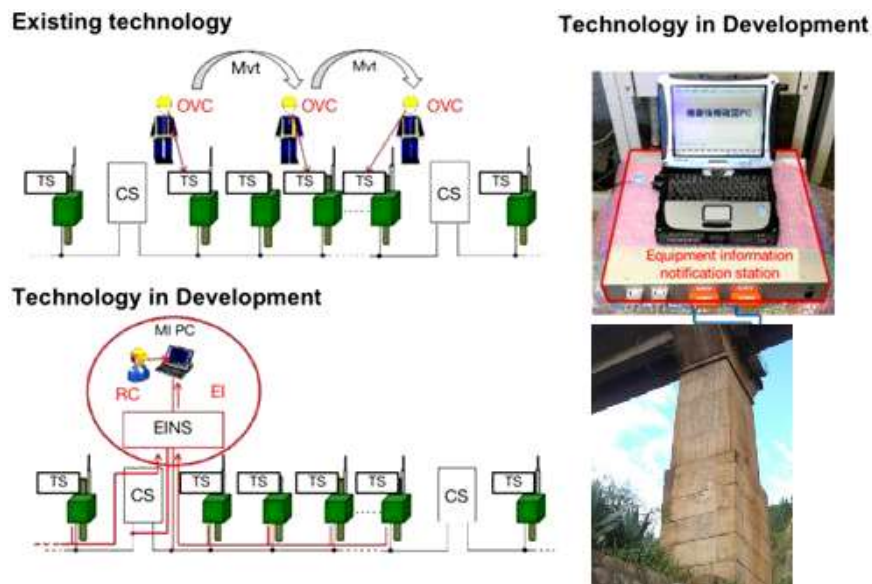 Existing technology
Mvt
Mvt
OVC
OVC
OVC
TS
CS
TS
TS
TS
TS
CS
TS
Technology in Development
MI PC
RC
EI
EINS
TS
CS
TS
TS
TS
TS
CS
TS
Technology in Development
Equipment information
notification station